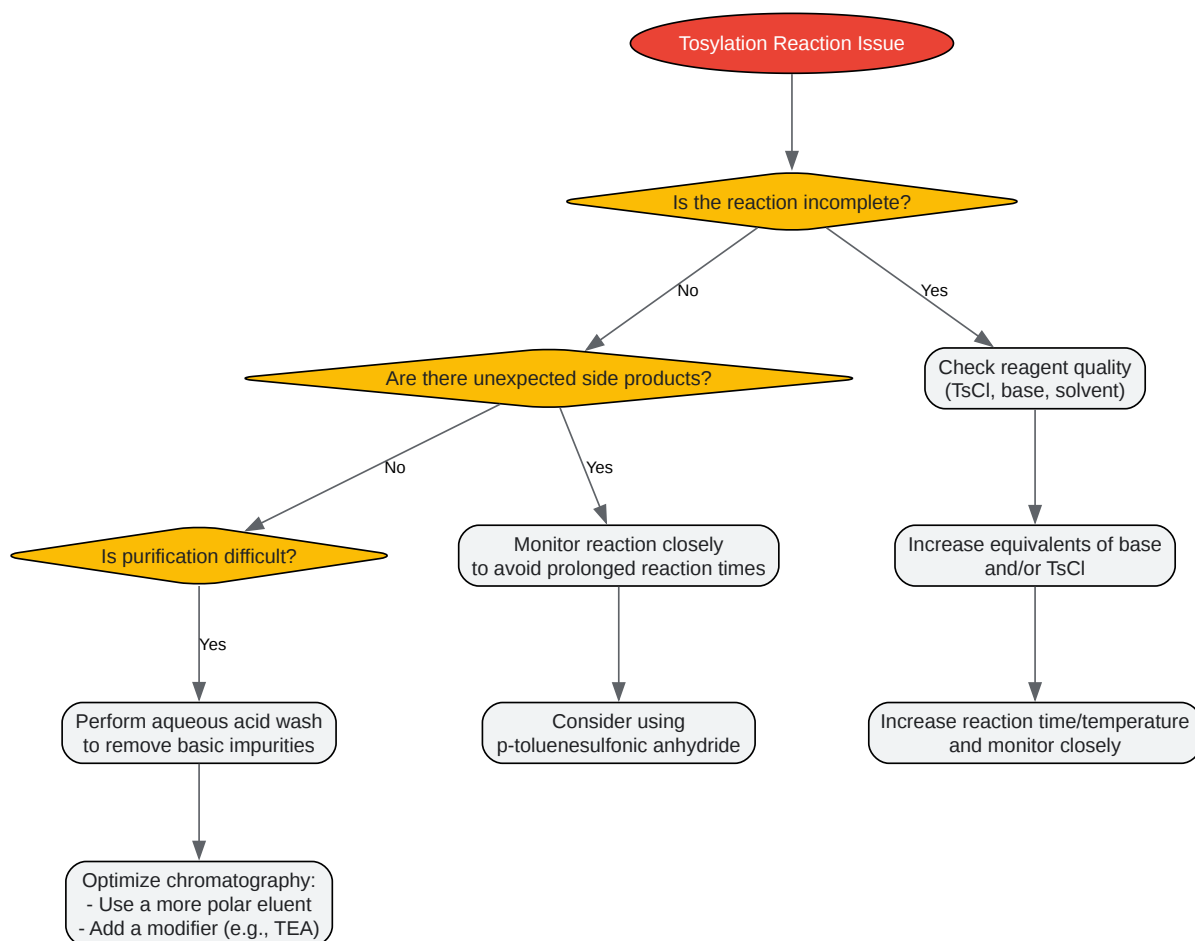 Tosylation Reaction Issue
Is the reaction incomplete?
No
Yes
Are there unexpected side products?
Check reagent quality
(TsCl, base, solvent)
No
Yes
Is purification difficult?
Monitor reaction closely
to avoid prolonged reaction times
Increase equivalents of base
and/or TsCl
Yes
Perform aqueous acid wash
to remove basic impurities
Consider using
p-toluenesulfonic anhydride
Increase reaction time/temperature
and monitor closely
Optimize chromatography:
- Use a more polar eluent
- Add a modifier (e.g., TEA)